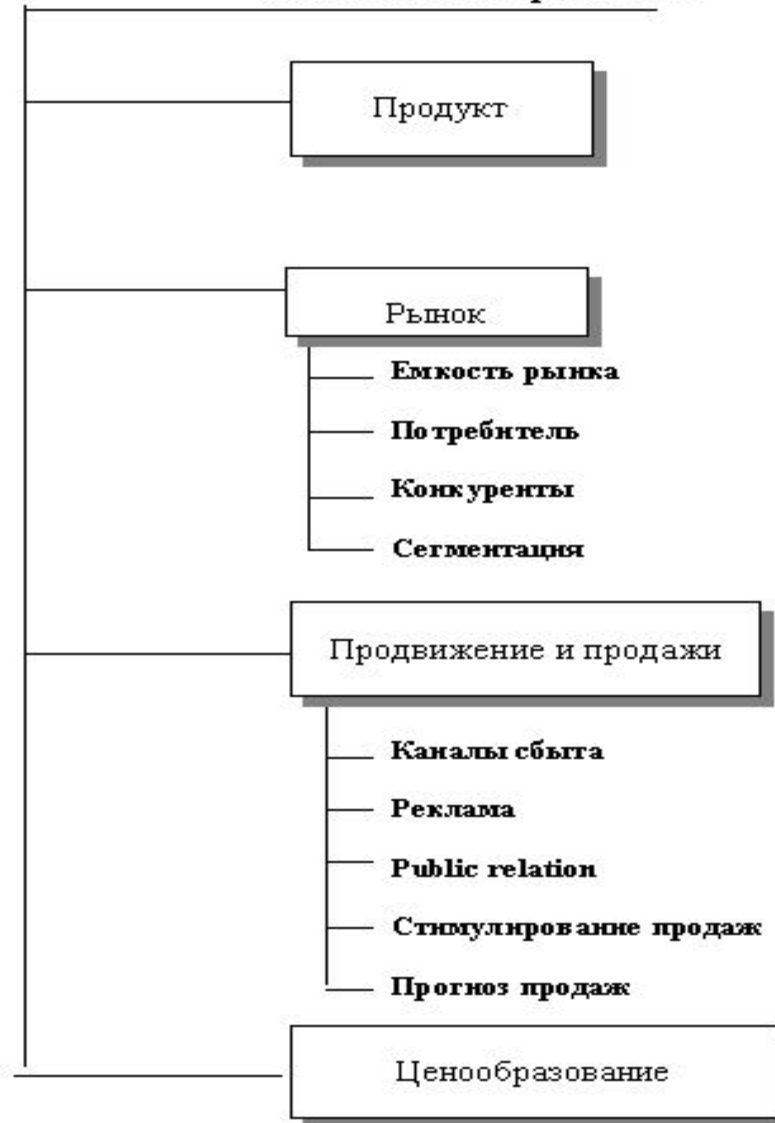 Продукт
Рынок
Емкость рынка
Потребитель
Конкуренты
Сегментация
Продвижение и продажи
Каналы сбыта
Реклама
Public relation
Стимулирование продаж
Прогноз продаж
Ценообразование